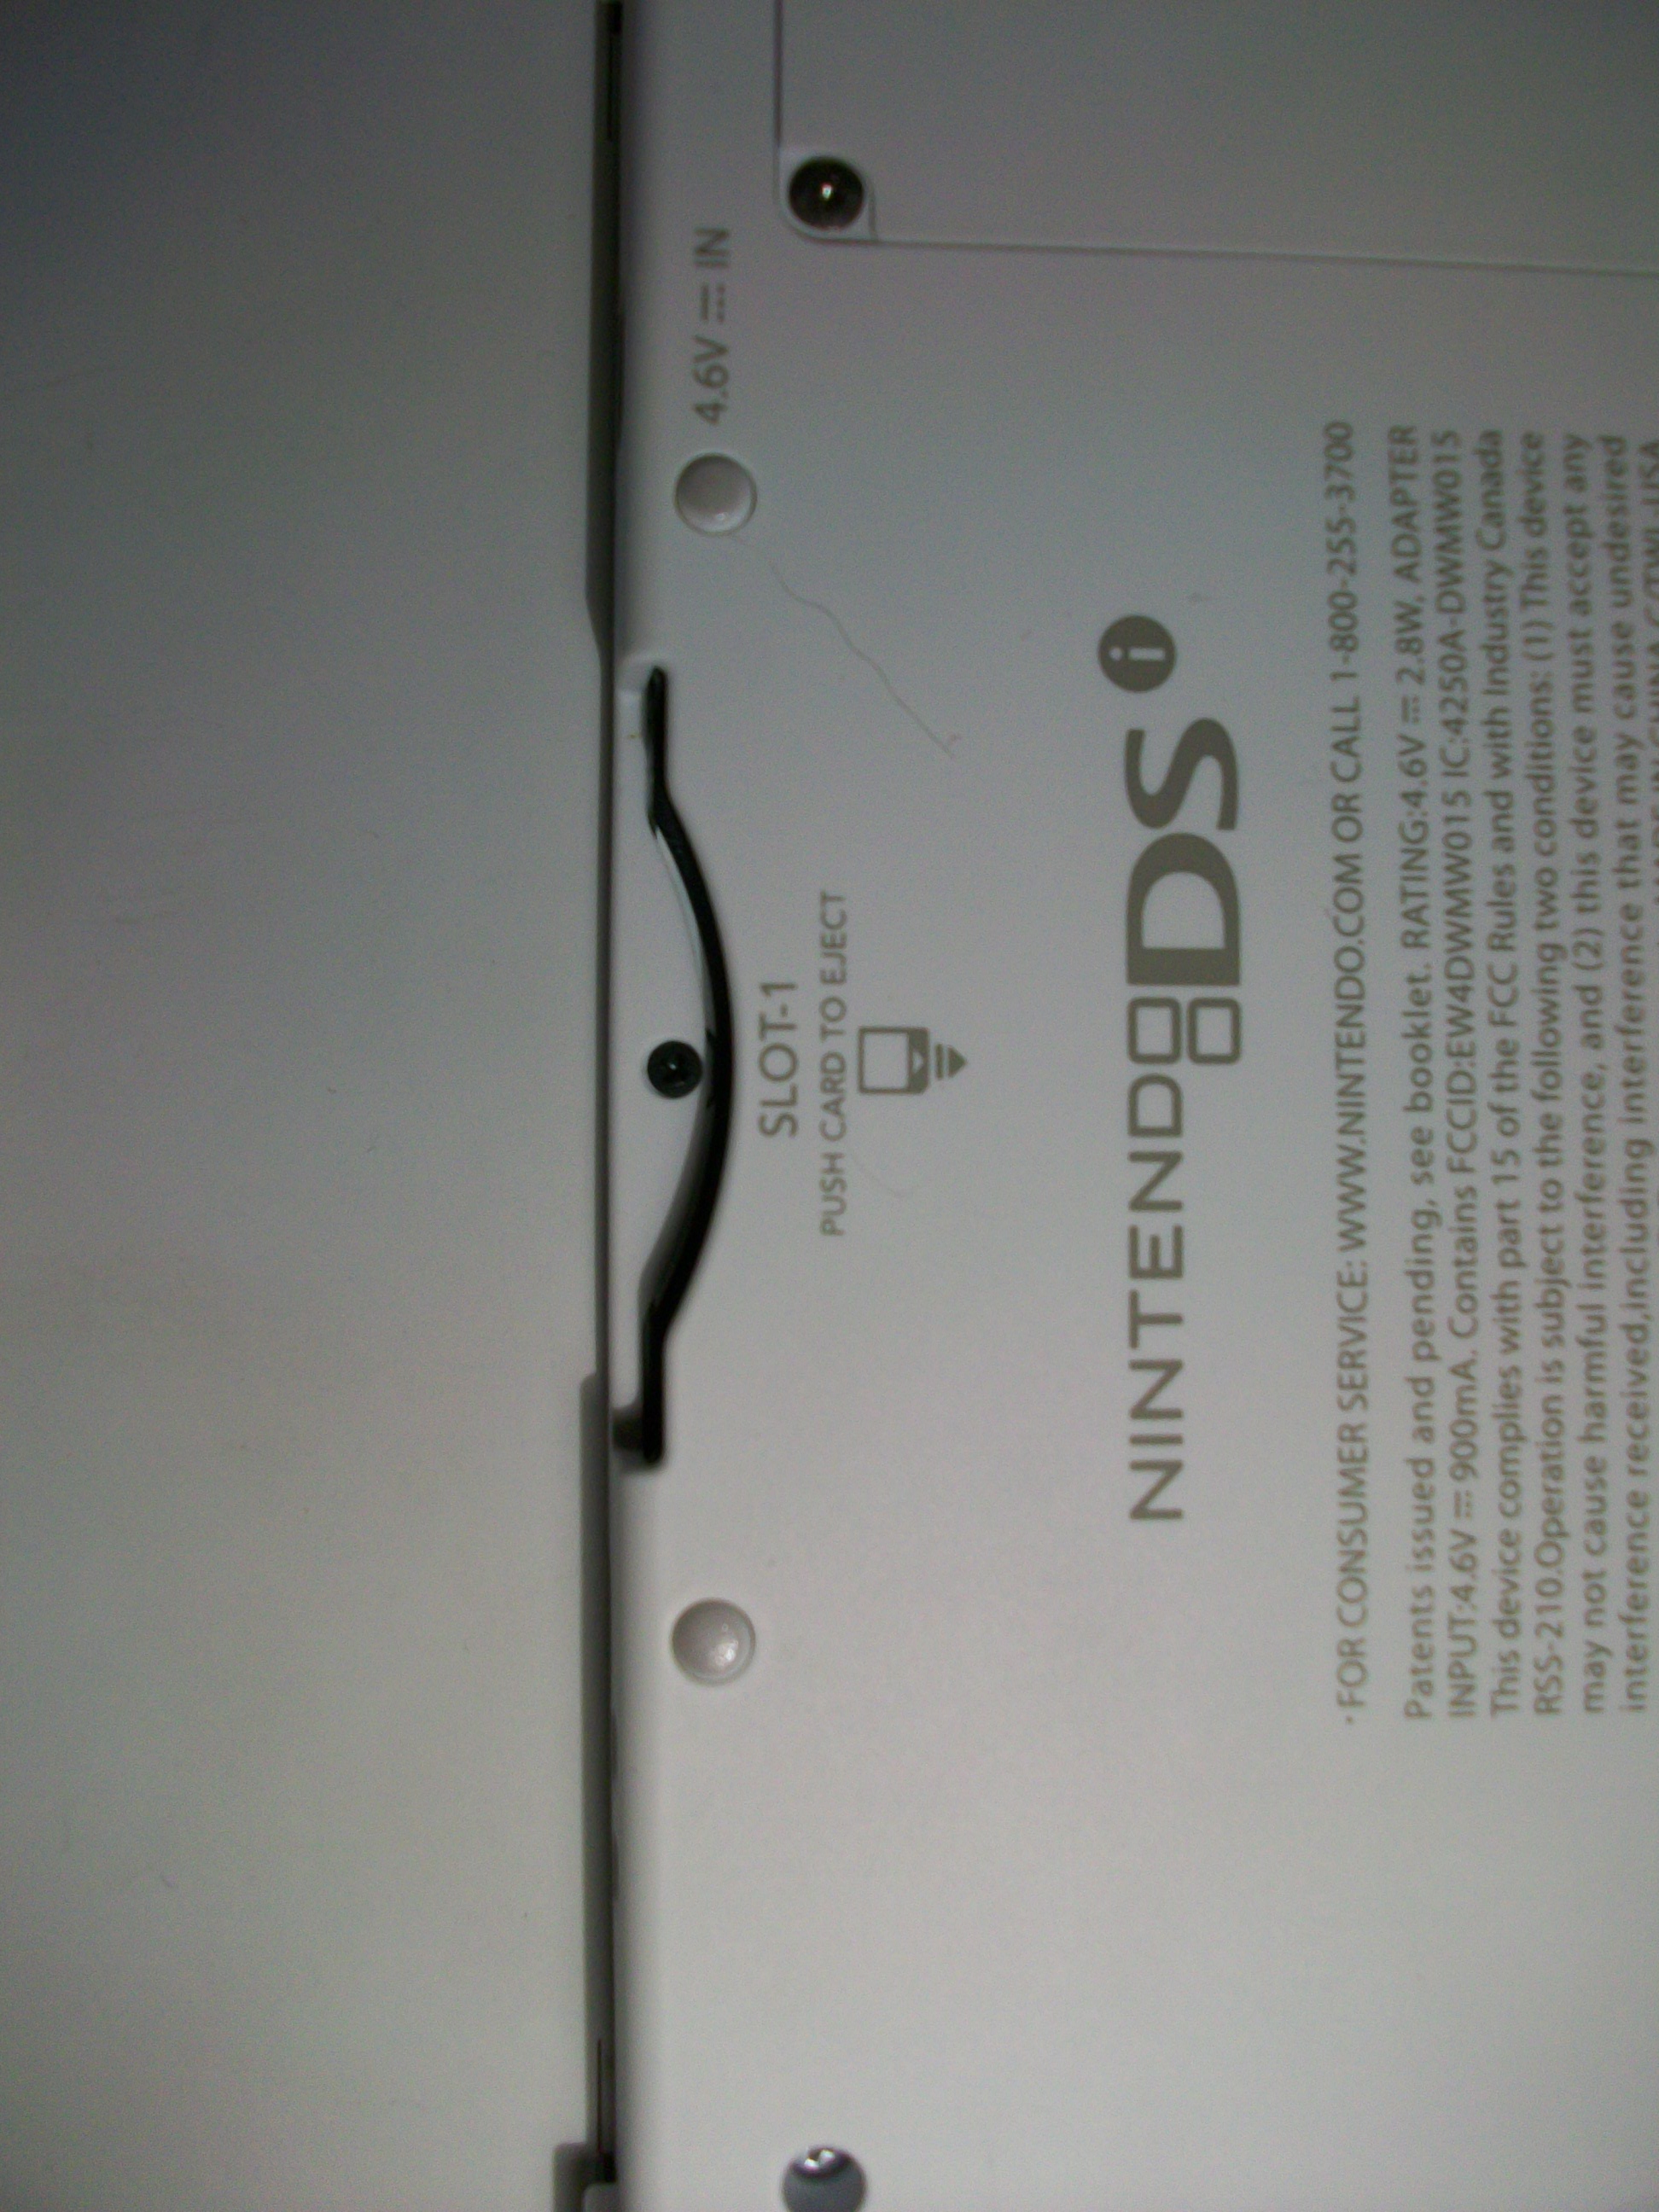 4.6V ⎓ IN
SLOT-1
PUSH CARD TO EJECT
NINTENDO DS i
·FOR CONSUMER SERVICE: WWW.NINTENDO.COM OR CALL 1-800-255-3700
Patents issued and pending, see booklet. RATING:4.6V ⎓ 2.8W, ADAPTER
INPUT:4.6V ⎓ 900mA. Contains FCCID:EW4DWMW015 IC:4250A-DWMW015
This device complies with part 15 of the FCC Rules and with Industry Canada
RSS-210.Operation is subject to the following two conditions: (1) This device
may not cause harmful interference, and (2) this device must accept any
interference received,including interference that may cause undesired